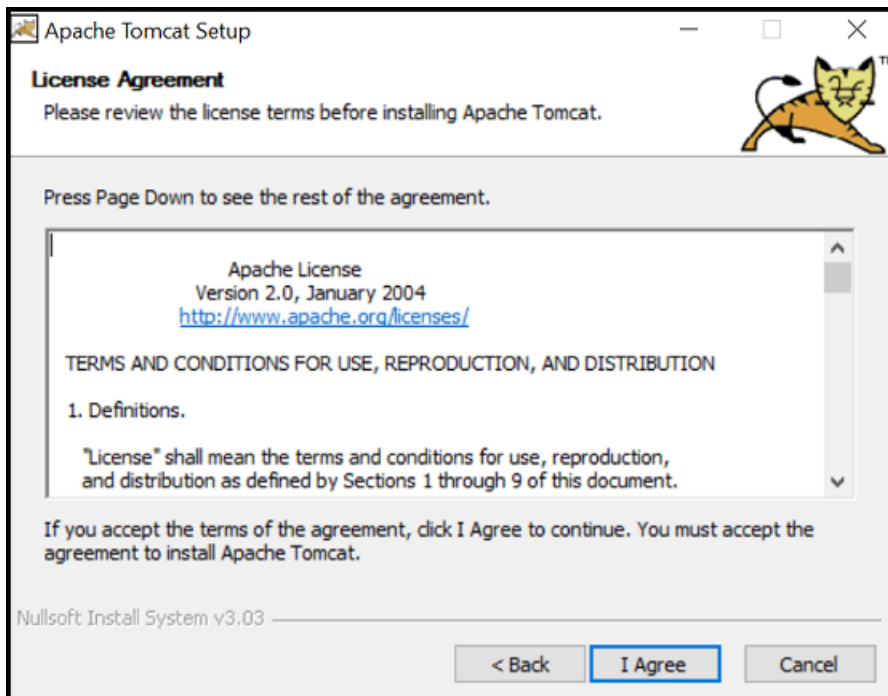 Apache Tomcat Setup
License Agreement
Please review the license terms before installing Apache Tomcat.
Press Page Down to see the rest of the agreement.
Apache License
Version 2.0, January 2004
http://www.apache.org/licenses/
TERMS AND CONDITIONS FOR USE, REPRODUCTION, AND DISTRIBUTION
1. Definitions.
"License" shall mean the terms and conditions for use, reproduction,
and distribution as defined by Sections 1 through 9 of this document.
If you accept the terms of the agreement, click I Agree to continue. You must accept the
agreement to install Apache Tomcat.
Nullsoft Install System v3.03
< Back
I Agree
Cancel